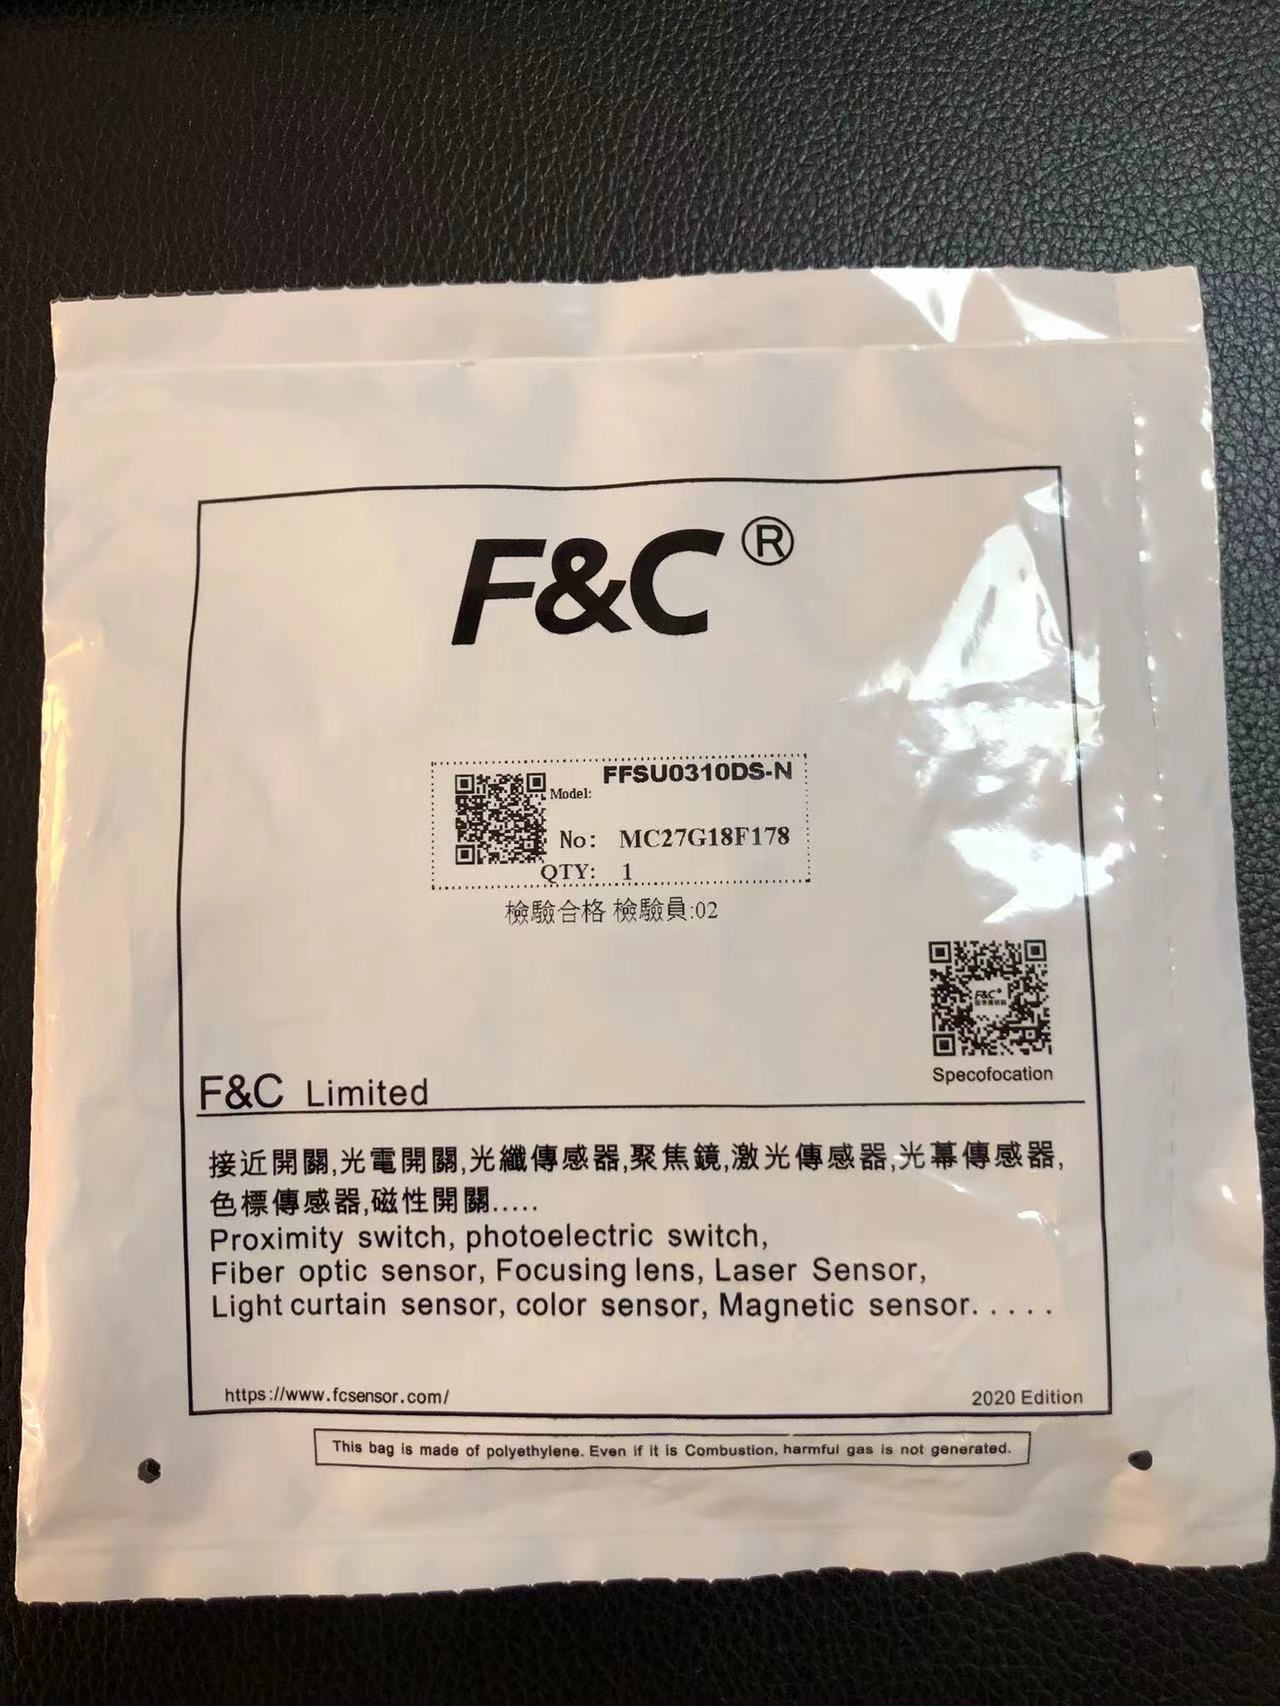 F&C®
Model: FFSU0310DS-N
No: MC27G18F178
QTY: 1
檢驗合格 檢驗員:02
F&C®
Specofocation
F&C Limited
接近開關,光電開關,光纖傳感器,聚焦鏡,激光傳感器,光幕傳感器,
色標傳感器,磁性開關.....
Proximity switch, photoelectric switch,
Fiber optic sensor, Focusing lens, Laser Sensor,
Light curtain sensor, color sensor, Magnetic sensor.....
https://www.fcsensor.com/
2020 Edition
This bag is made of polyethylene. Even if it is Combustion, harmful gas is not generated.